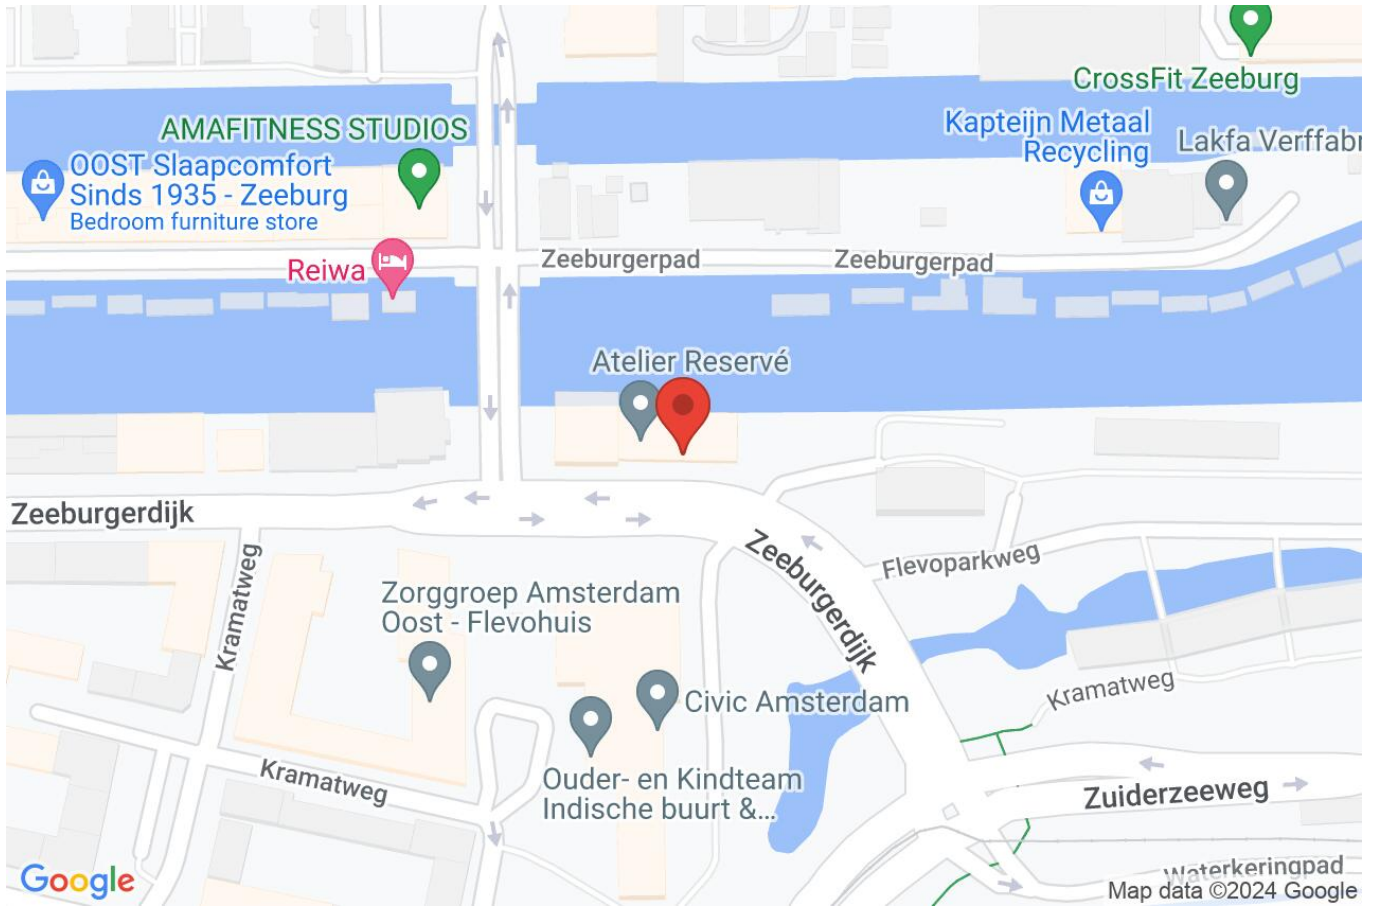 CrossFit Zeeburg
AMAFITNESS STUDIOS
Kapteijn Metaal
Recycling
Lakfa Verffabr
OOST Slaapcomfort
Sinds 1935 - Zeeburg
Bedroom furniture store
Reiwa
Zeeburgerpad
Zeeburgerpad
Atelier Reservé
Zeeburgerdijk
Zeeburgerdijk
Flevoparkweg
Kramatweg
Zorggroep Amsterdam
Oost - Flevohuis
Kramatweg
Civic Amsterdam
Kramatweg
Ouder- en Kindteam
Indische buurt &...
Zuiderzeeweg
Waterkeringpad
Google
Map data ©2024 Google